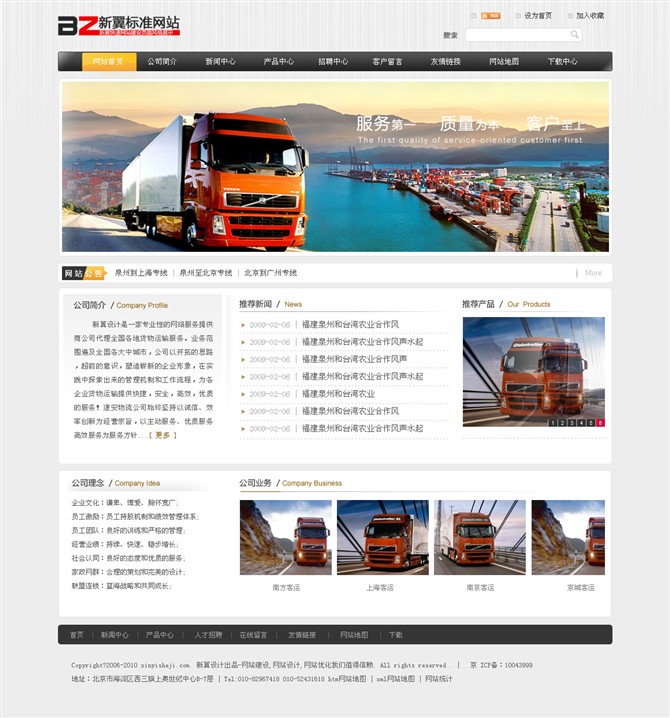 设为首页 加入收藏
BZ 新翼标准网站
搜索
网站首页 公司简介 新闻中心 产品中心 招聘中心 客户留言 友情链接 网站地图 下载中心
服务第一 质量为本 客户至上
The first quality of service-oriented customer first
VOLVO
网站公告 泉州到上海专线 | 泉州至北京专线 | 北京到广州专线 | More
公司简介 / Company Profile
新翼设计是一家专业性的网络服务提供
商公司代理全国各地货物运输服务，业务范
围遍及全国各大中城市，公司以开拓的思路
，超前的意识，塑造崭新的企业形象，在实
践中探索出来的管理机制和工作流程，为各
企业货物运输提供快捷，安全，高效，优质
的服务！速安物流公司始终坚持以诚信、效
率创新为经营宗旨，以主动服务、优质服务
高效服务为服务方针...[ 更多 ]
推荐新闻 / News
2009-02-06 | 福建泉州和台湾农业合作风
2009-02-06 | 福建泉州和台湾农业合作风声水起
2009-02-06 | 福建泉州和台湾农业合作风声
2009-02-06 | 福建泉州和台湾农业合作风声水起
2009-02-06 | 福建泉州和台湾农业
2009-02-06 | 福建泉州和台湾农业合作风
2009-02-06 | 福建泉州和台湾农业合作风声水起
推荐产品 / Our Products
1 2 3 4 5 6
公司理念 / Company Idea
企业文化：谦卑、博爱、胸怀宽广；
员工激励：员工持股机制和绩效管理体系；
员工团队：良好的训练和严格的管理；
经营业绩：持续、快速、稳步增长；
社会认同：良好的态度和优质的服务；
家政网群：合理的策划和完美的设计；
联盟连锁：蓝海战略和共同成长；
公司业务 / Company Business
南方客运 上海客运 南京客运 京城客运
首页 | 新闻中心 | 产品中心 | 人才招聘 | 在线留言 | 友情链接 | 网站地图 | 下载
Copyright?2006-2010 sinyisheji.com. 新翼设计出品-网站建设,网站设计,网站优化我们值得信赖. All rights reserved . | 京 ICP备：10043999
地址：北京市海淀区西三旗上奥世纪中心B-7层 | Tel:010-82967418 010-52431618 htm网站地图 | xml网站地图 | 网站统计